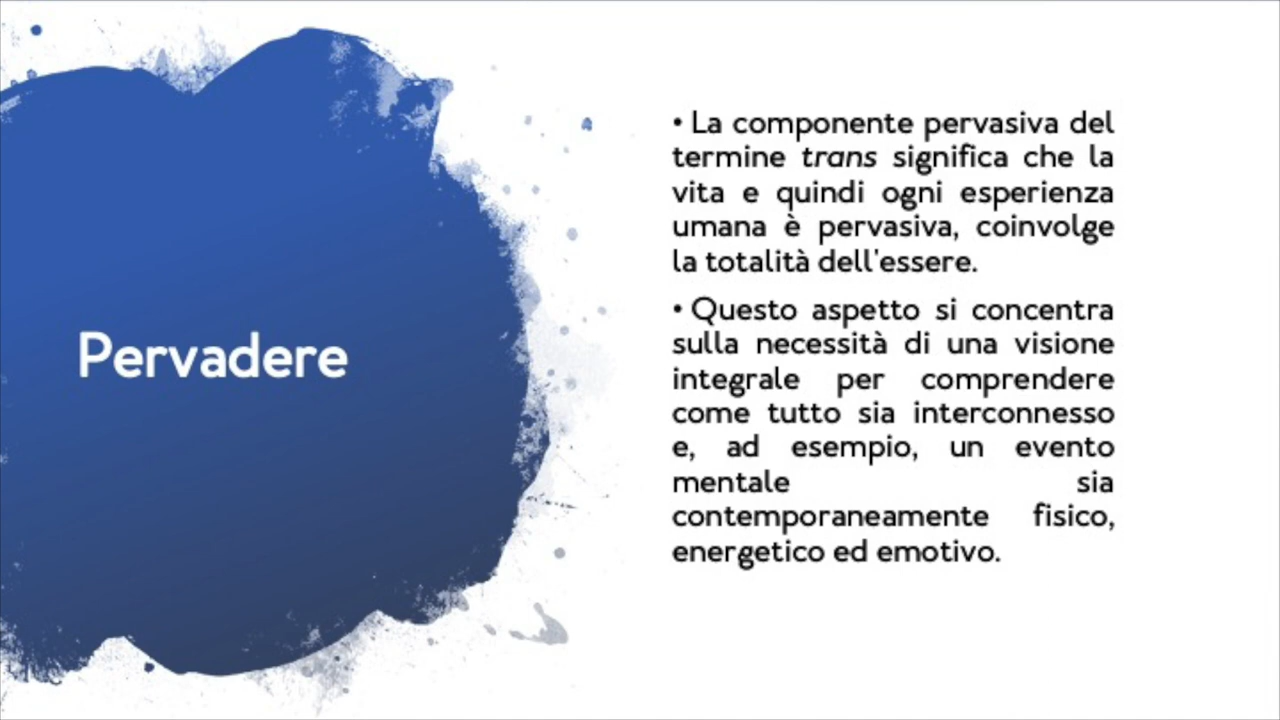 Pervadere
• La componente pervasiva del
termine trans significa che la
vita e quindi ogni esperienza
umana è pervasiva, coinvolge
la totalità dell'essere.
• Questo aspetto si concentra
sulla necessità di una visione
integrale per comprendere
come tutto sia interconnesso
e, ad esempio, un evento
mentale sia
contemporaneamente fisico,
energetico ed emotivo.